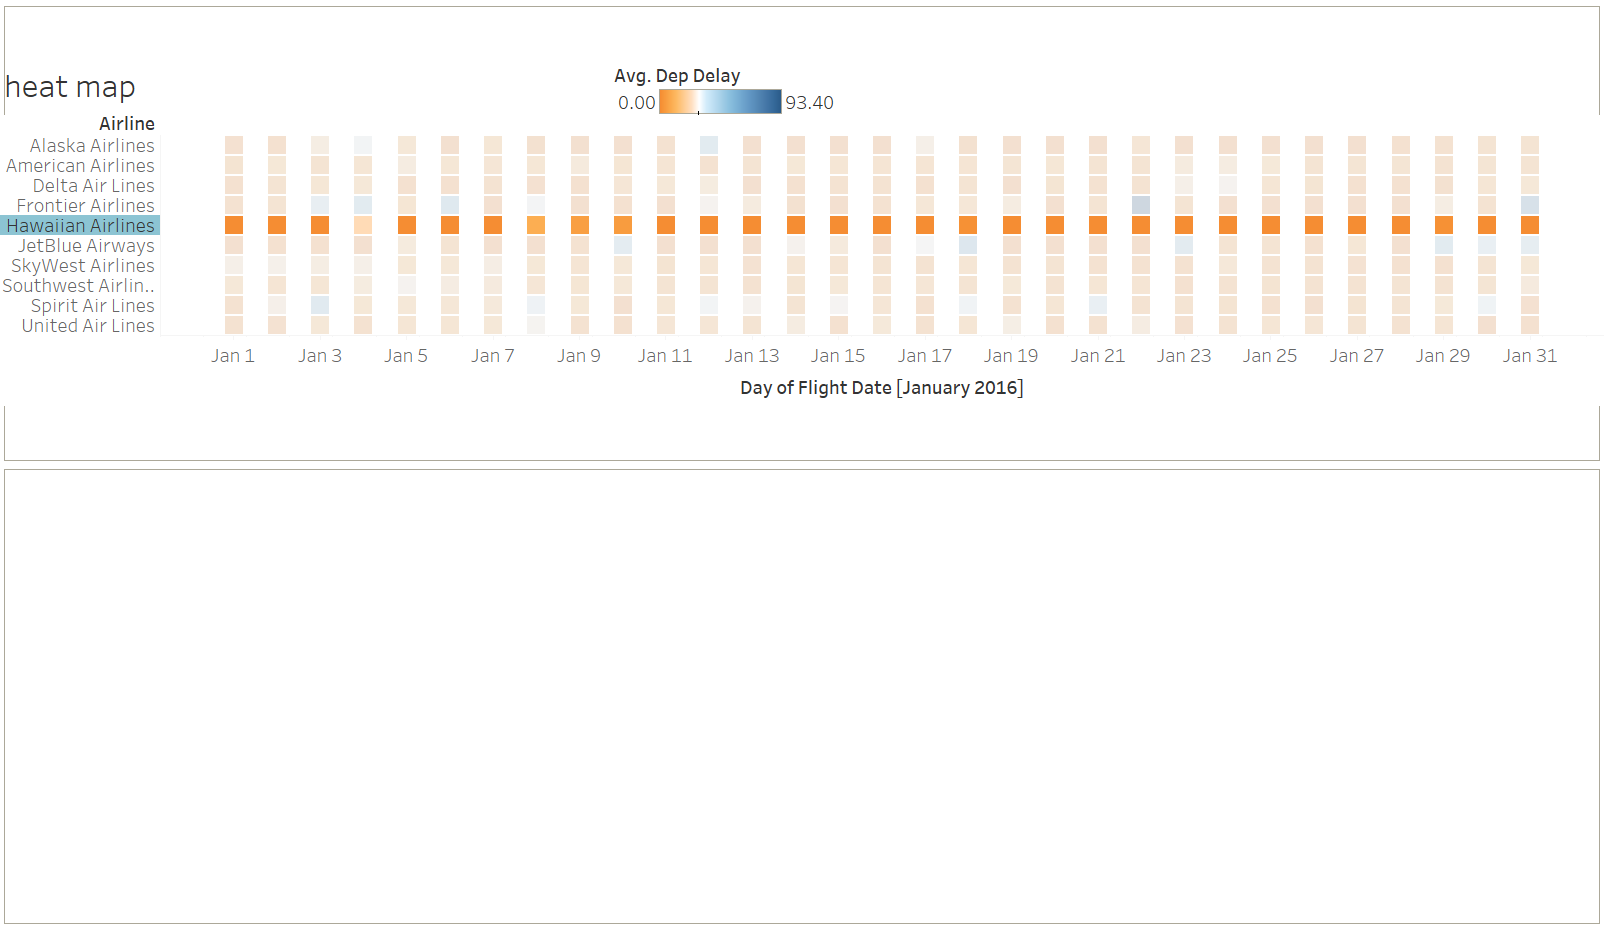 heat map
Avg. Dep Delay
0.00 93.40
Airline
Alaska Airlines
American Airlines
Delta Air Lines
Frontier Airlines
Hawaiian Airlines
JetBlue Airways
SkyWest Airlines
Southwest Airlin..
Spirit Air Lines
United Air Lines
Jan 1 Jan 3 Jan 5 Jan 7 Jan 9 Jan 11 Jan 13 Jan 15 Jan 17 Jan 19 Jan 21 Jan 23 Jan 25 Jan 27 Jan 29 Jan 31
Day of Flight Date [January 2016]